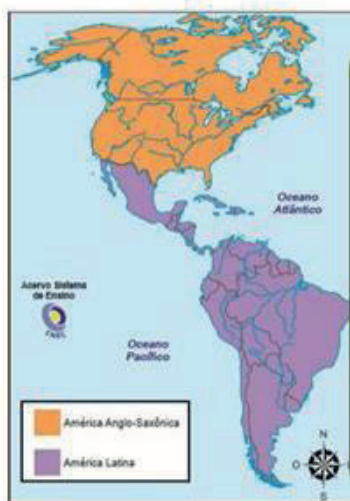 Oceano
Atlântico
Acervo Sistema
de Ensino
Oceano
Pacífico
América Anglo-Saxônica
América Latina
N
O
S